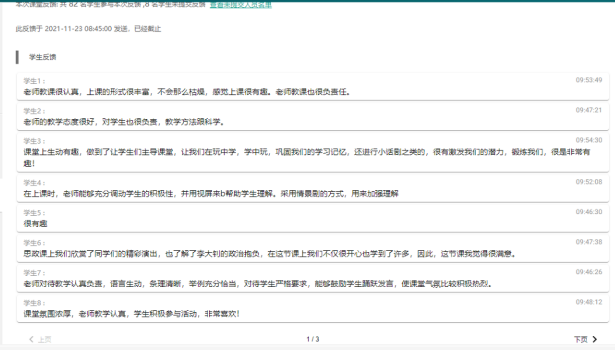 本次课堂反馈: 共 82 名学生参与本次反馈 ,8 名学生未提交反馈 查看未提交人员名单
此反馈于 2021-11-23 08:45:00 发送，已经截止
学生反馈
学生1：
09:53:49
老师教课很认真，上课的形式很丰富，不会那么枯燥，感觉上课很有趣。老师教课也很负责任。
学生2：
09:47:21
老师的教学态度很好，对学生也很负责，教学方法跟科学。
学生3：
09:54:30
课堂上生动有趣，做到了让学生们主导课堂，让我们在玩中学，学中玩，巩固我们的学习记忆，还进行小话剧之类的，很有激发我们的潜力，锻炼我们，很是非常有
趣！
学生4：
09:52:08
在上课时，老师能够充分调动学生的积极性，并用视屏来b帮助学生理解。采用情景剧的方式，用来加强理解
学生5：
09:46:30
很有趣
学生6：
09:47:38
思政课上我们欣赏了同学们的精彩演出，也了解了李大钊的政治抱负，在这节课上我们不仅很开心也学到了许多，因此，这节课我觉得很满意。
学生7：
09:46:26
老师对待教学认真负责，语言生动，条理清晰，举例充分恰当，对待学生严格要求，能够鼓励学生踊跃发言，使课堂气氛比较积极热烈。
学生8：
09:48:12
课堂氛围浓厚，老师教学认真，学生积极参与活动，非常喜欢！
上页
1 / 3
下页